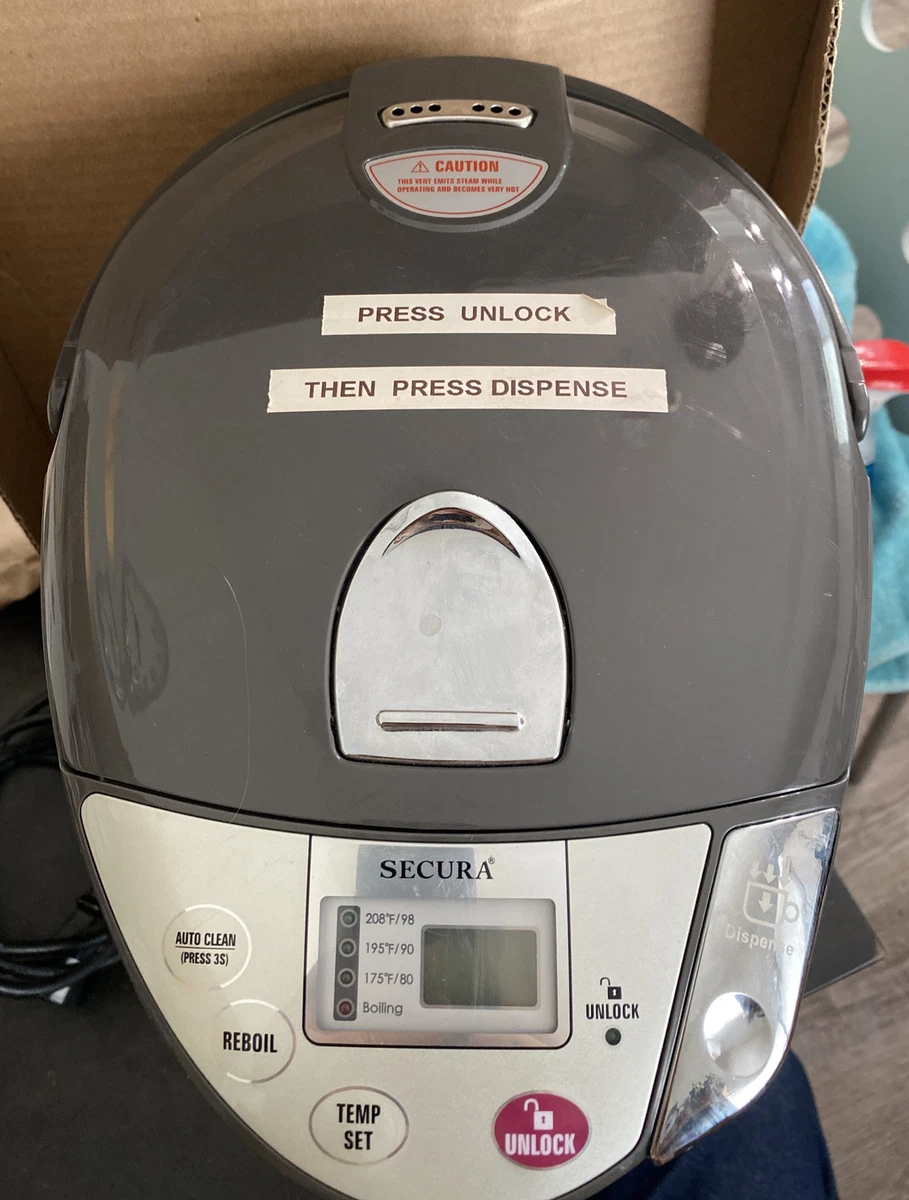 ⚠ CAUTION
THIS VENT EMITS STEAM WHILE
OPERATING AND BECOMES VERY HOT
PRESS UNLOCK
THEN PRESS DISPENSE
SECURA®
208°F/98
195°F/90
175°F/80
Boiling
AUTO CLEAN
(PRESS 3S)
REBOIL
TEMP
SET
UNLOCK
UNLOCK
Dispense